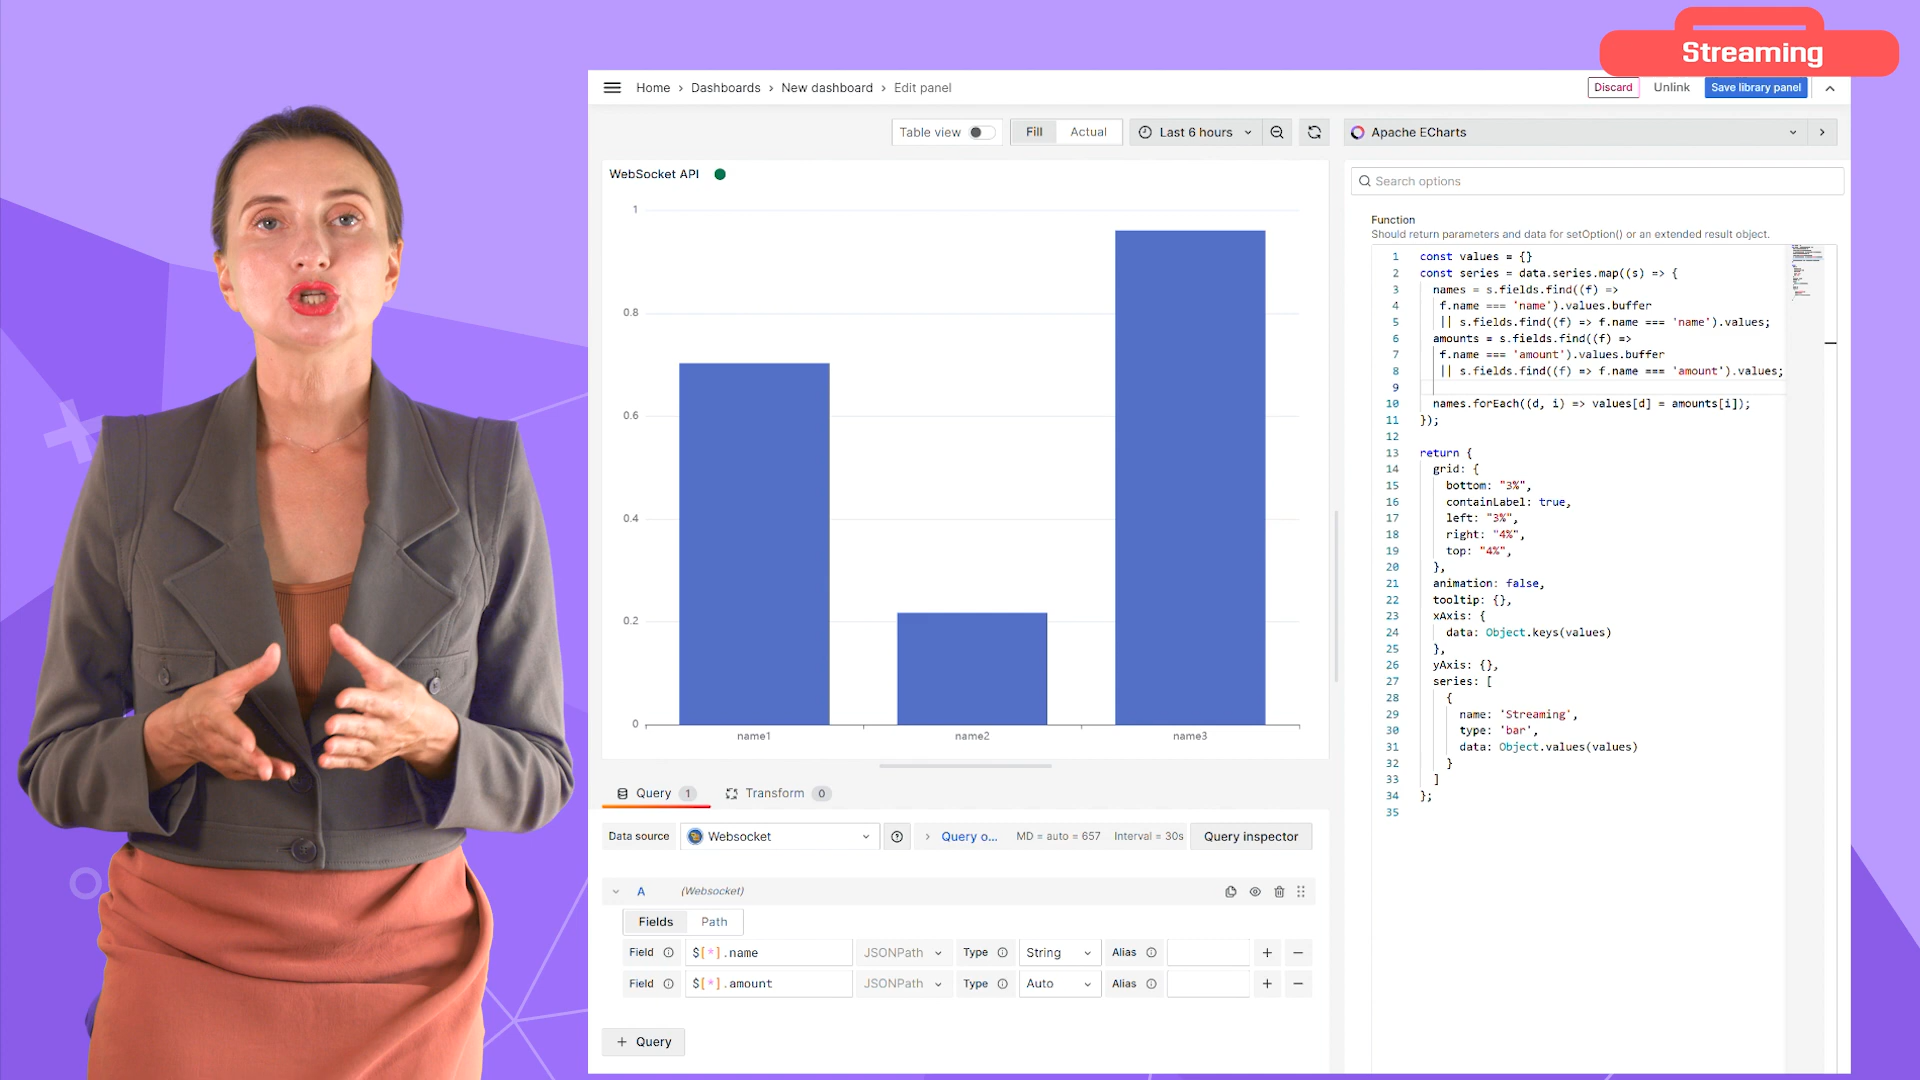 Streaming
Home › Dashboards › New dashboard › Edit panel
Discard
Unlink
Save library panel
Table view
Fill
Actual
Last 6 hours
Apache ECharts
WebSocket API
1
0.8
0.6
0.4
0.2
0
name1
name2
name3
Search options
Function
Should return parameters and data for setOption() or an extended result object.
1 const values = {}
2 const series = data.series.map((s) => {
3 names = s.fields.find((f) =>
4 f.name === 'name').values.buffer
5 || s.fields.find((f) => f.name === 'name').values;
6 amounts = s.fields.find((f) =>
7 f.name === 'amount').values.buffer
8 || s.fields.find((f) => f.name === 'amount').values;
9
10 names.forEach((d, i) => values[d] = amounts[i]);
11 });
12
13 return {
14 grid: {
15 bottom: "3%",
16 containLabel: true,
17 left: "3%",
18 right: "4%",
19 top: "4%",
20 },
21 animation: false,
22 tooltip: {},
23 xAxis: {
24 data: Object.keys(values)
25 },
26 yAxis: {},
27 series: [
28 {
29 name: 'Streaming',
30 type: 'bar',
31 data: Object.values(values)
32 }
33 ]
34 };
35
Query 1
Transform 0
Data source
Websocket
Query o...
MD = auto = 657
Interval = 30s
Query inspector
A
(Websocket)
Fields
Path
Field $[*].name JSONPath Type String Alias + −
Field $[*].amount JSONPath Type Auto Alias + −
+ Query